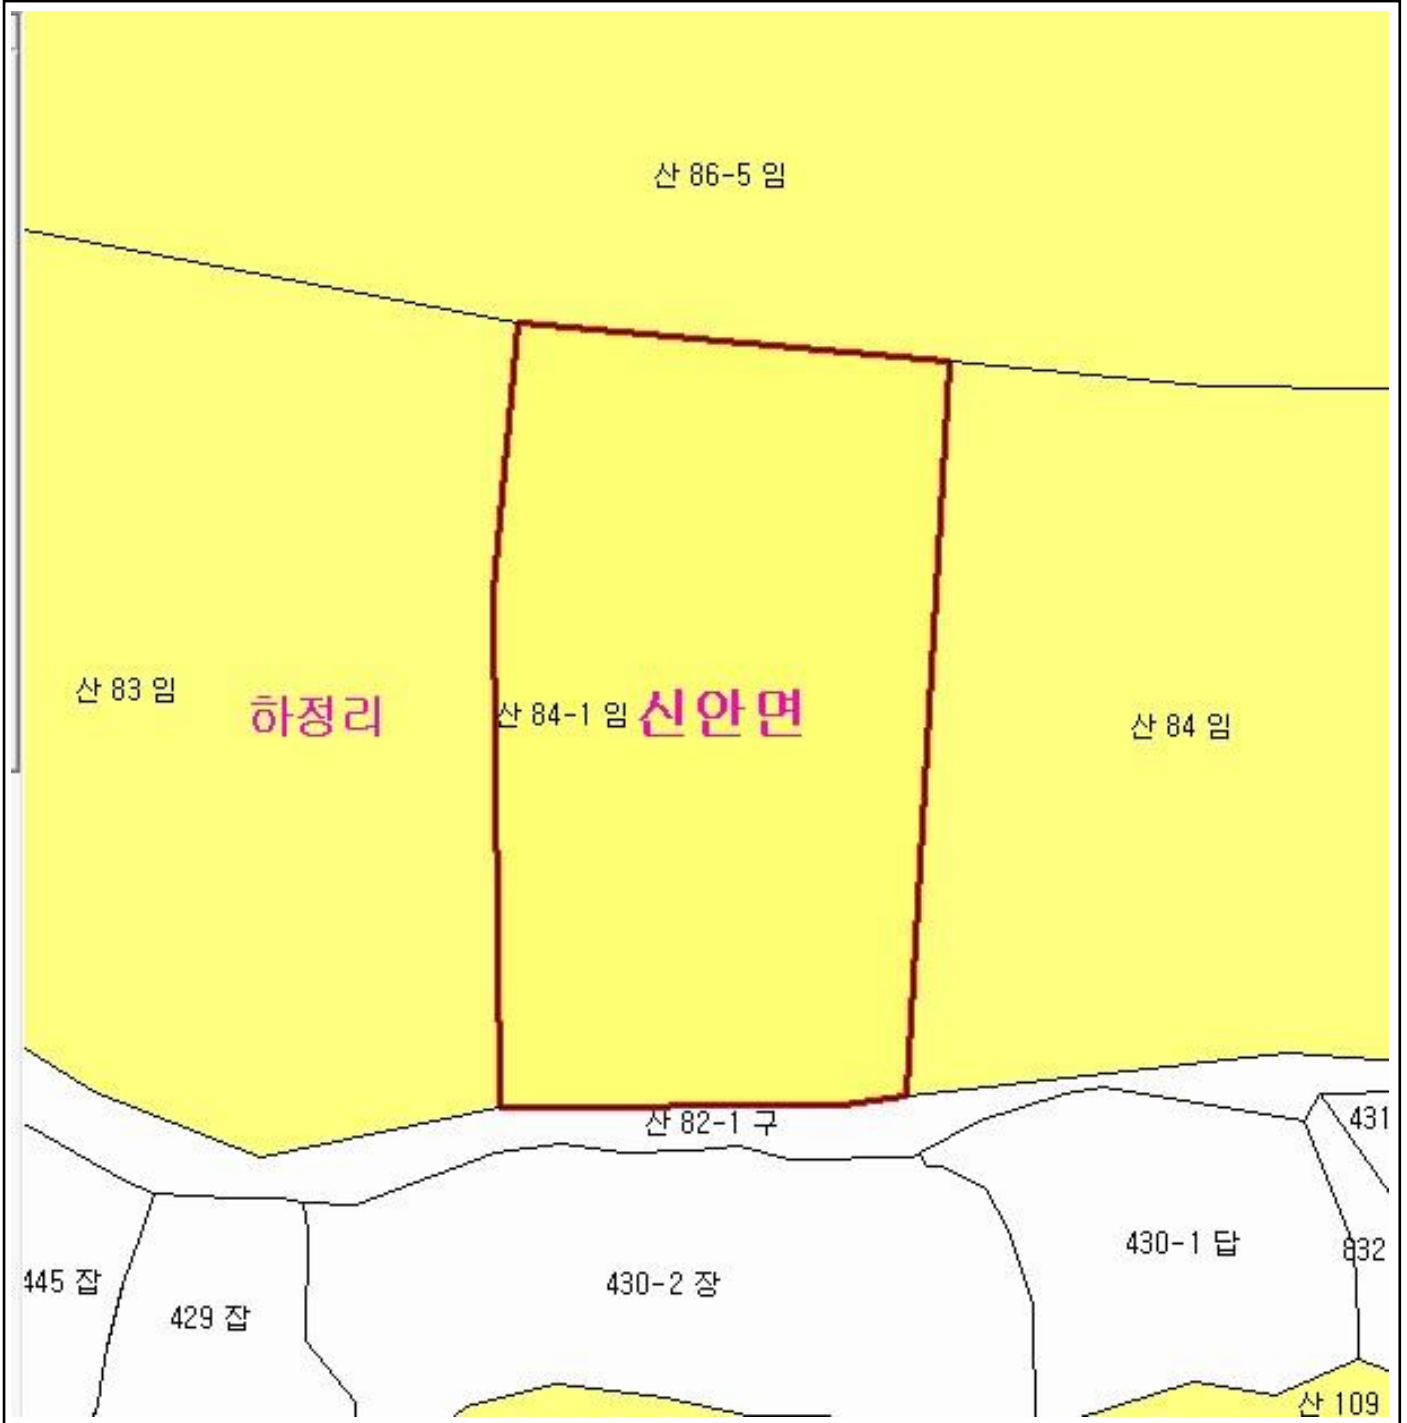 산 86-5 임
산 83 임
하정리
산 84-1 임
신안면
산 84 임
산 82-1 구
431
430-1 답
832
445 잡
429 잡
430-2 장
산 109